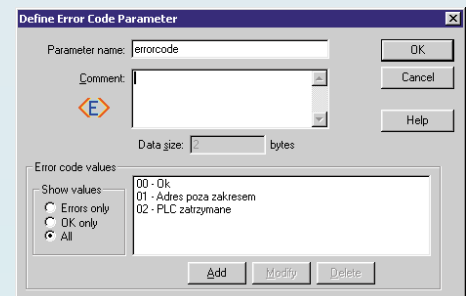 Define Error Code Parameter
Parameter name: errorcode
OK
Comment:
Cancel
<E>
Help
Data size: 2 bytes
Error code values
Show values
Errors only
OK only
All
00 - Ok
01 - Adres poza zakresem
02 - PLC zatrzymane
Add Modify Delete